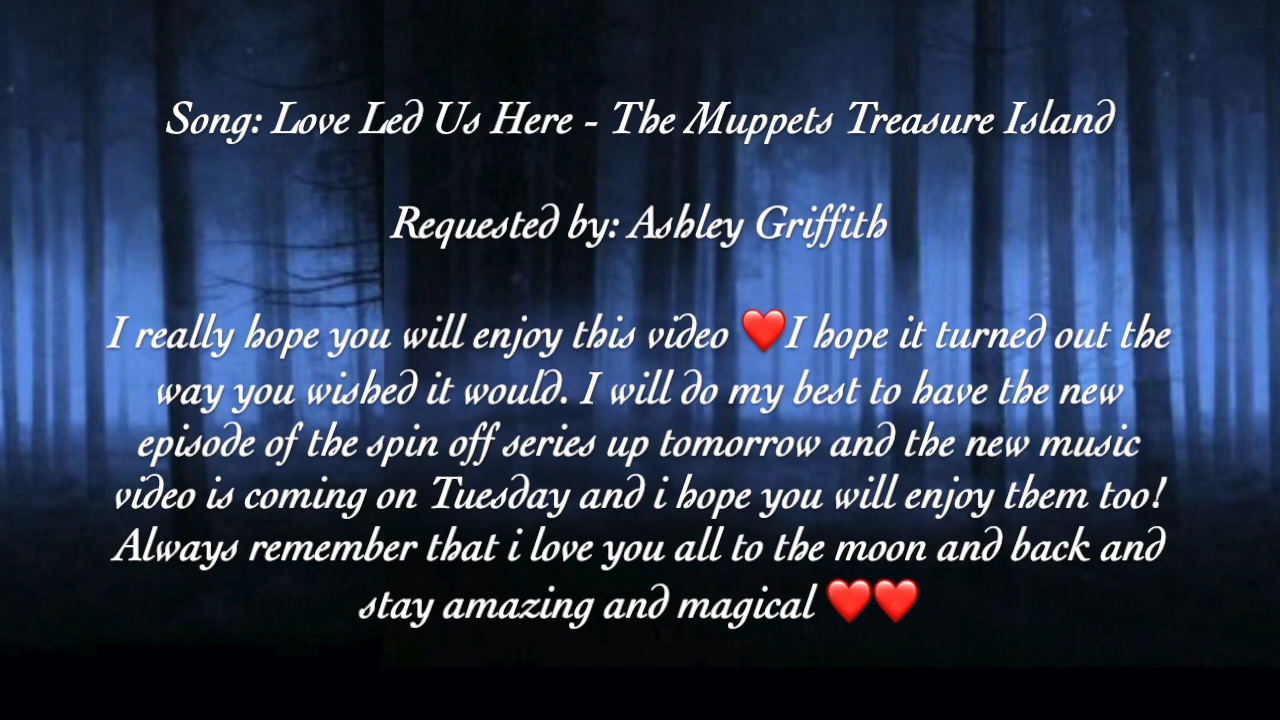 Song: Love Led Us Here - The Muppets Treasure Island
Requested by: Ashley Griffith
I really hope you will enjoy this video ❤️I hope it turned out the
way you wished it would. I will do my best to have the new
episode of the spin off series up tomorrow and the new music
video is coming on Tuesday and i hope you will enjoy them too!
Always remember that i love you all to the moon and back and
stay amazing and magical ❤️❤️